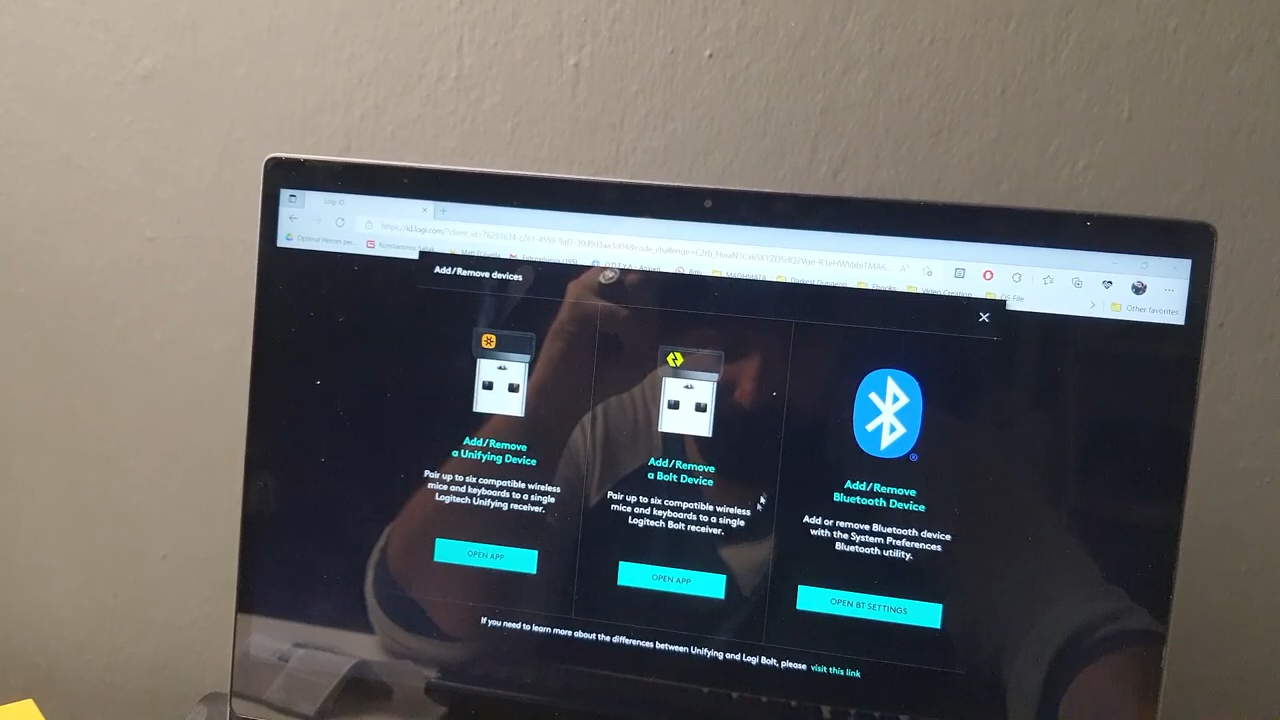 Logi ID
Add/Remove devices
Other favorites
Add/Remove
a Unifying Device
Pair up to six compatible wireless
mice and keyboards to a single
Logitech Unifying receiver.
OPEN APP
Add/Remove
a Bolt Device
Pair up to six compatible wireless
mice and keyboards to a single
Logitech Bolt receiver.
OPEN APP
Add/Remove
Bluetooth Device
Add or remove Bluetooth device
with the System Preferences
Bluetooth utility.
OPEN BT SETTINGS
If you need to learn more about the differences between Unifying and Logi Bolt, please visit this link